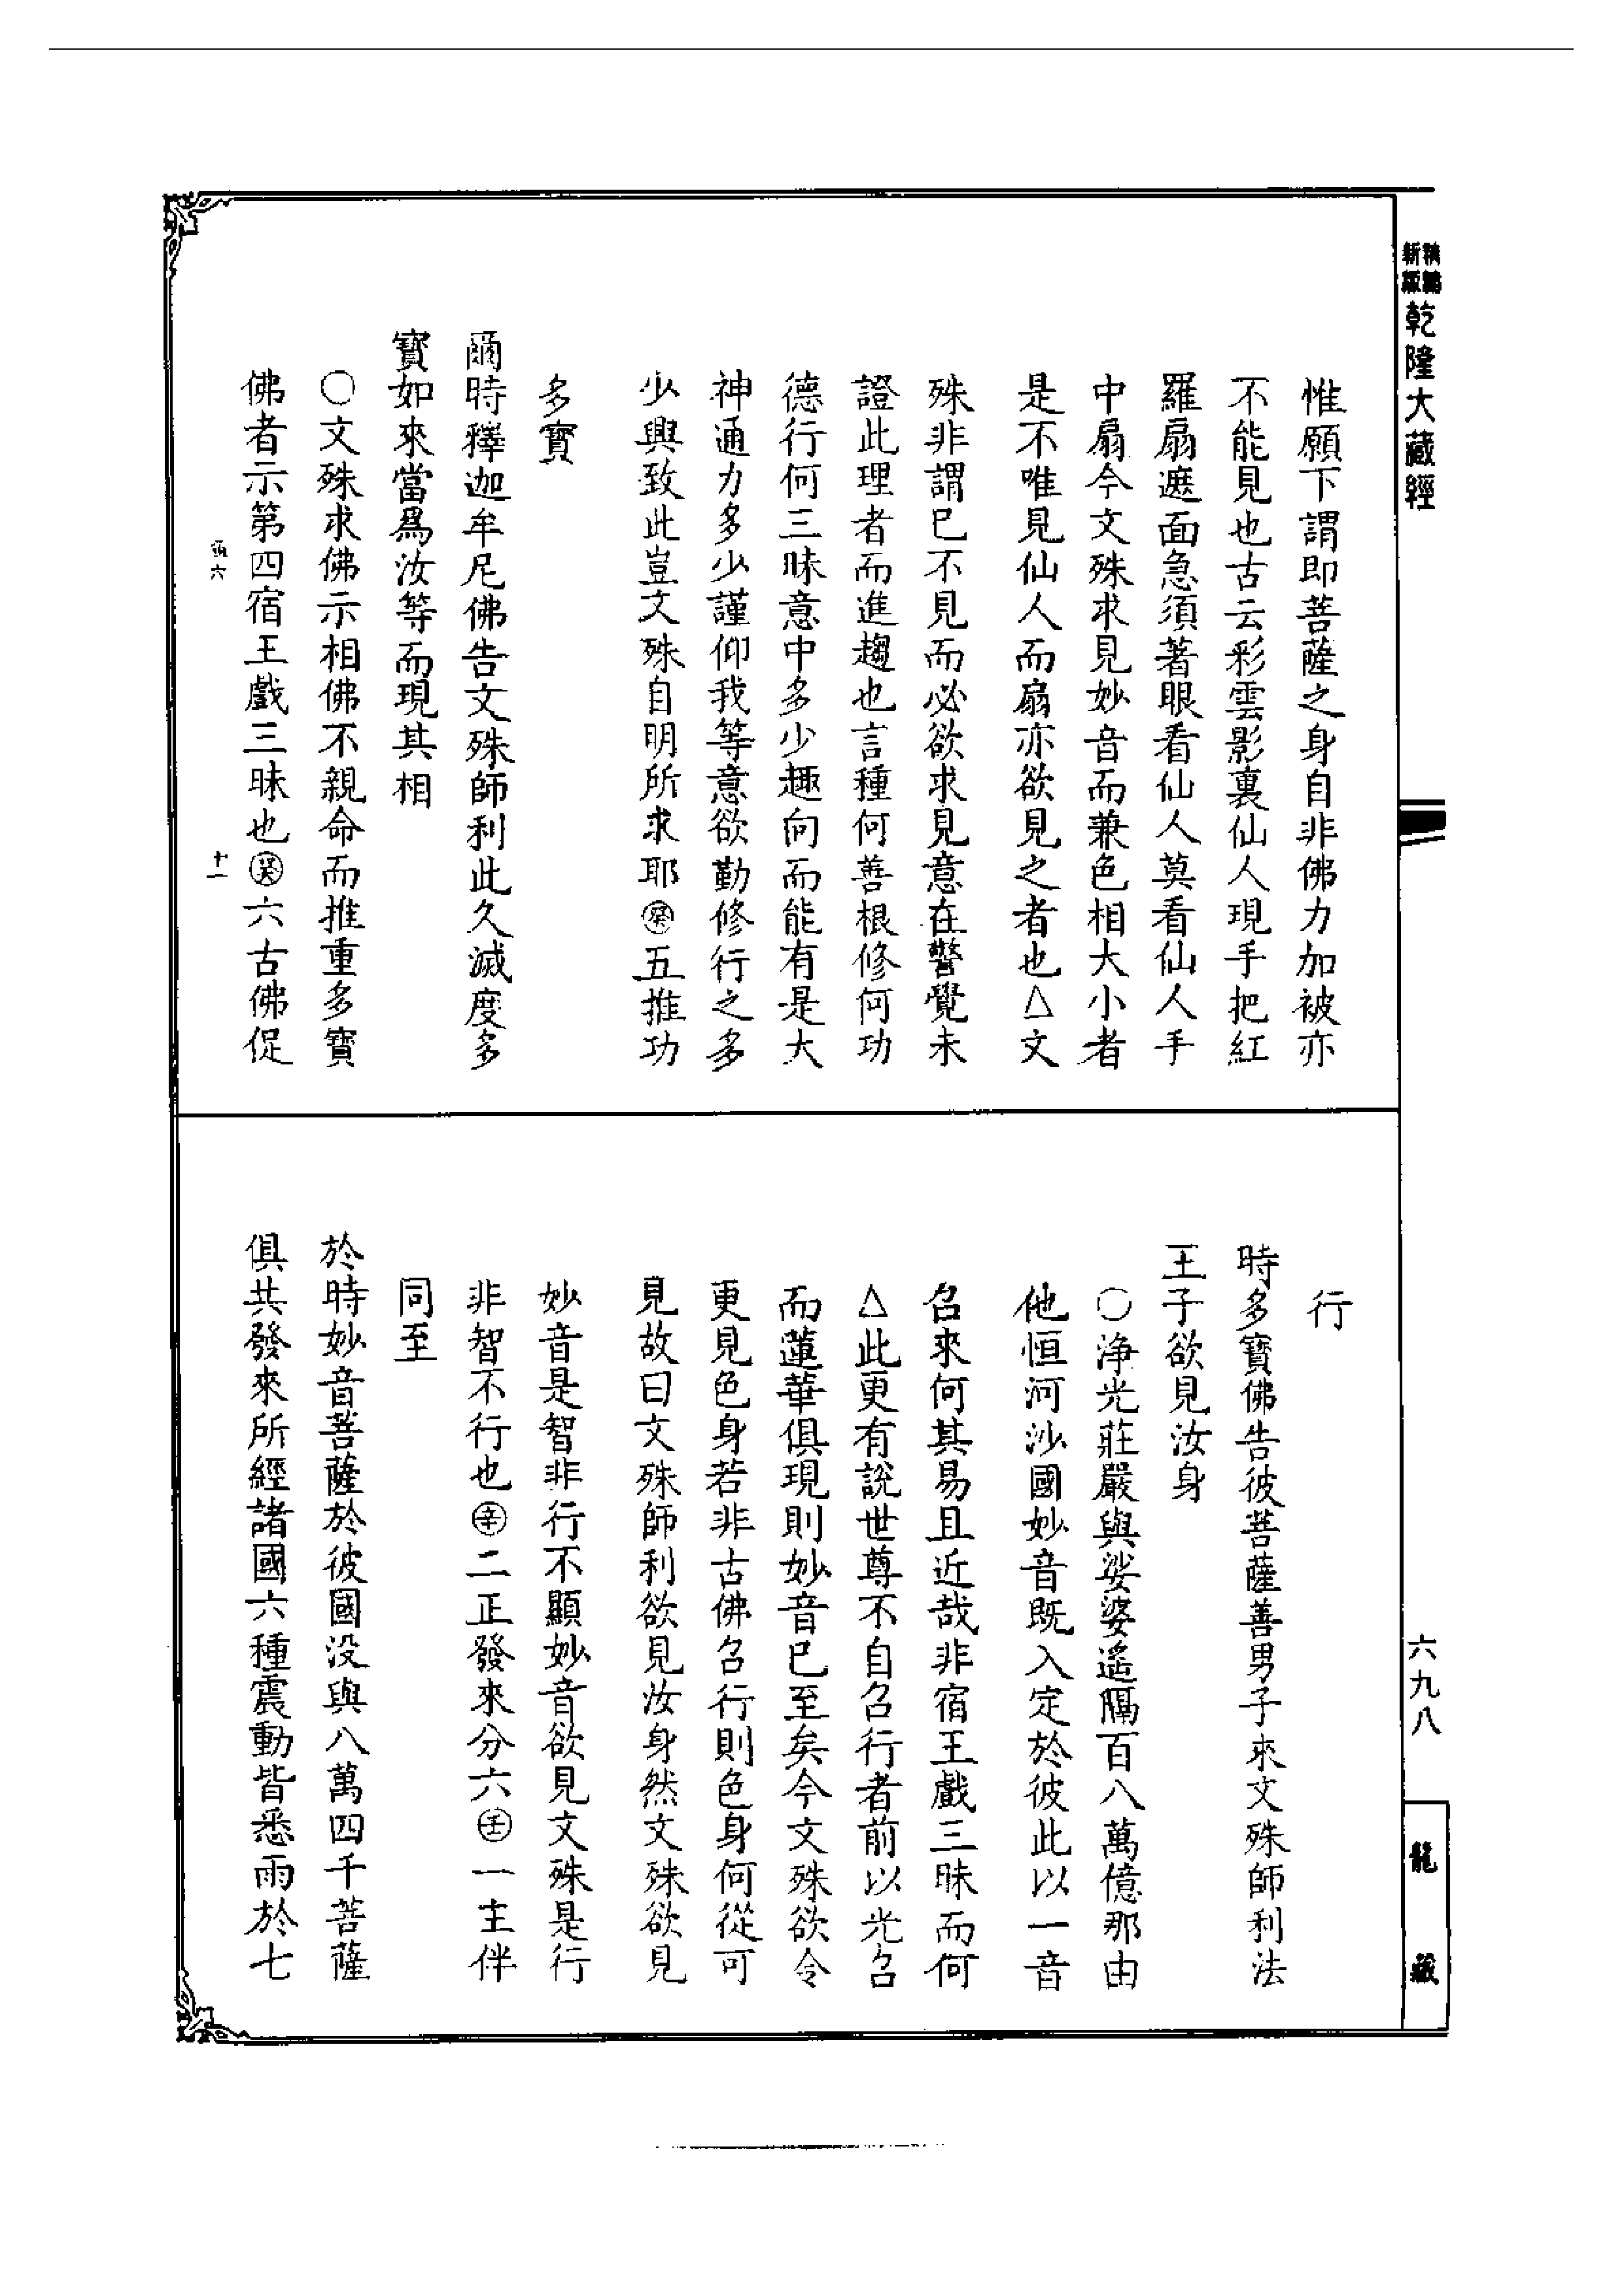 新版
精編
乾隆大藏經
惟願下謂即菩薩之身自非佛力加被亦
不能見也古云彩雲影裏仙人現手把紅
羅扇遮面急須著眼看仙人莫看仙人手
中扇今文殊求見妙音而兼色相大小者
是不唯見仙人而扇亦欲見之者也△文
殊非謂巳不見而必欲求見意在警覺未
證此理者而進趨也言種何善根修何功
德行何三昧意中多少趣向而能有是大
神通力多少謹仰我等意欲勤修行之多
少興致此豈文殊自明所求耶㊋五推功
多寶
爾時釋迦牟尼佛告文殊師利此久滅度多
寶如來當爲汝等而現其相
○文殊求佛示相佛不親命而推重多寶
佛者示第四宿王戲三昧也癸六古佛促
六
十一
行
時多寶佛告彼菩薩善男子來文殊師利法
王子欲見汝身
○淨光莊嚴與娑婆遙隔百八萬億那由
他恒河沙國妙音既入定於彼此以一音
召來何其易且近哉非宿王戲三昧而何
△此更有説世尊不自召行者前以光召
而蓮華俱現則妙音巳至矣今文殊欲令
更見色身若非古佛召行則色身何從可
見故曰文殊師利欲見汝身然文殊欲見
妙音是智非行不顯妙音欲見文殊是行
非智不行也辛二正發來分六壬一主伴
同至
於時妙音菩薩於彼國没與八萬四千菩薩
俱共發來所經諸國六種震動皆悉雨於七
六九八
龍藏